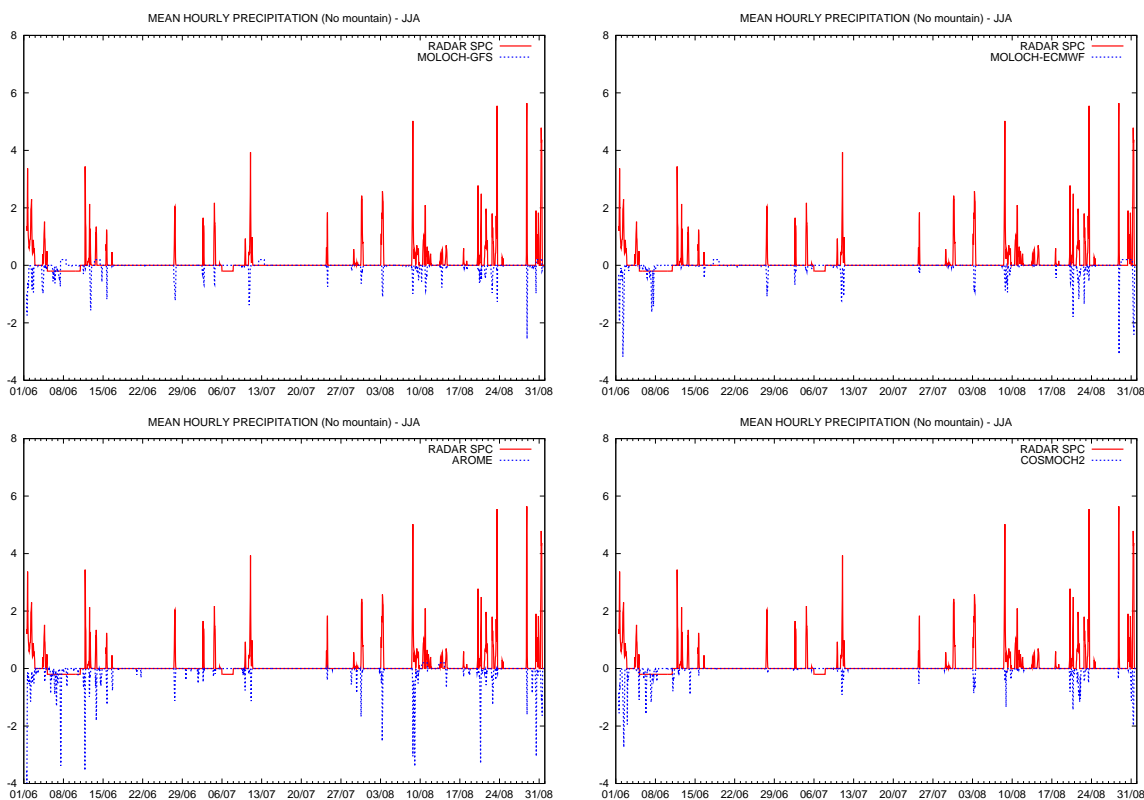 MEAN HOURLY PRECIPITATION (No mountain) - JJA
RADAR SPC
MOLOCH-GFS
8
6
4
2
0
-2
-4
01/06 08/06 15/06 22/06 29/06 06/07 13/07 20/07 27/07 03/08 10/08 17/08 24/08 31/08
MEAN HOURLY PRECIPITATION (No mountain) - JJA
RADAR SPC
MOLOCH-ECMWF
8
6
4
2
0
-2
-4
01/06 08/06 15/06 22/06 29/06 06/07 13/07 20/07 27/07 03/08 10/08 17/08 24/08 31/08
MEAN HOURLY PRECIPITATION (No mountain) - JJA
RADAR SPC
AROME
8
6
4
2
0
-2
-4
01/06 08/06 15/06 22/06 29/06 06/07 13/07 20/07 27/07 03/08 10/08 17/08 24/08 31/08
MEAN HOURLY PRECIPITATION (No mountain) - JJA
RADAR SPC
COSMOCH2
8
6
4
2
0
-2
-4
01/06 08/06 15/06 22/06 29/06 06/07 13/07 20/07 27/07 03/08 10/08 17/08 24/08 31/08